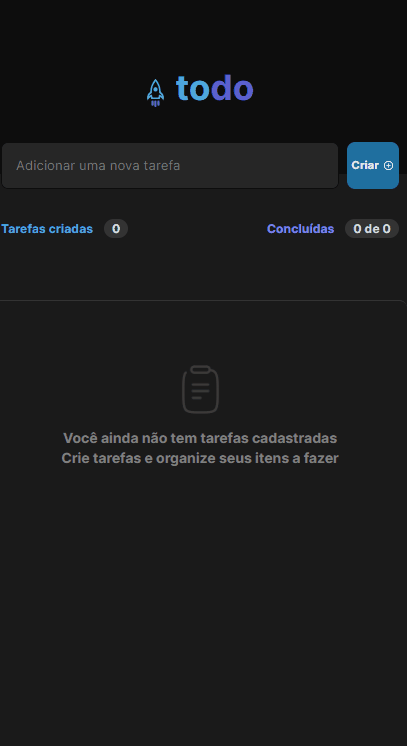 todo
Adicionar uma nova tarefa
Criar
Tarefas criadas 0
Concluídas 0 de 0
Você ainda não tem tarefas cadastradas
Crie tarefas e organize seus itens a fazer